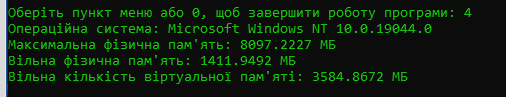 Оберіть пункт меню або 0, щоб завершити роботу програми: 4
Операційна система: Microsoft Windows NT 10.0.19044.0
Максимальна фізична пам'ять: 8097.2227 МБ
Вільна фізична пам'ять: 1411.9492 МБ
Вільна кількість віртуальної пам'яті: 3584.8672 МБ